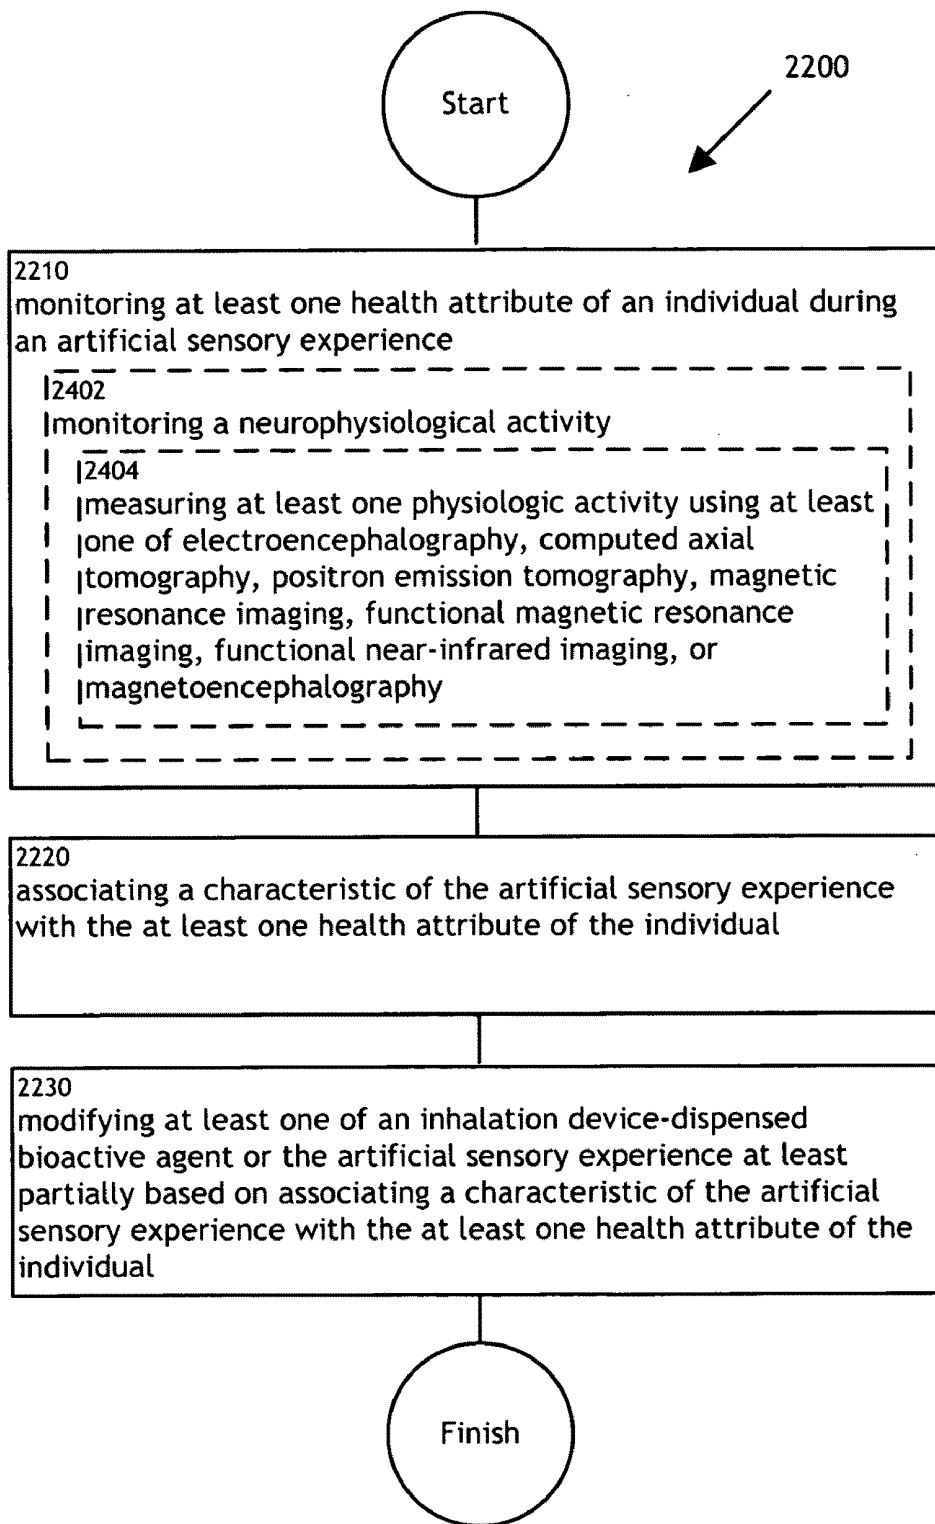 Start
2200
2210
monitoring at least one health attribute of an individual during
an artificial sensory experience
2402
monitoring a neurophysiological activity
2404
measuring at least one physiologic activity using at least
one of electroencephalography, computed axial
tomography, positron emission tomography, magnetic
resonance imaging, functional magnetic resonance
imaging, functional near-infrared imaging, or
magnetoencephalography
2220
associating a characteristic of the artificial sensory experience
with the at least one health attribute of the individual
2230
modifying at least one of an inhalation device-dispensed
bioactive agent or the artificial sensory experience at least
partially based on associating a characteristic of the artificial
sensory experience with the at least one health attribute of the
individual
Finish